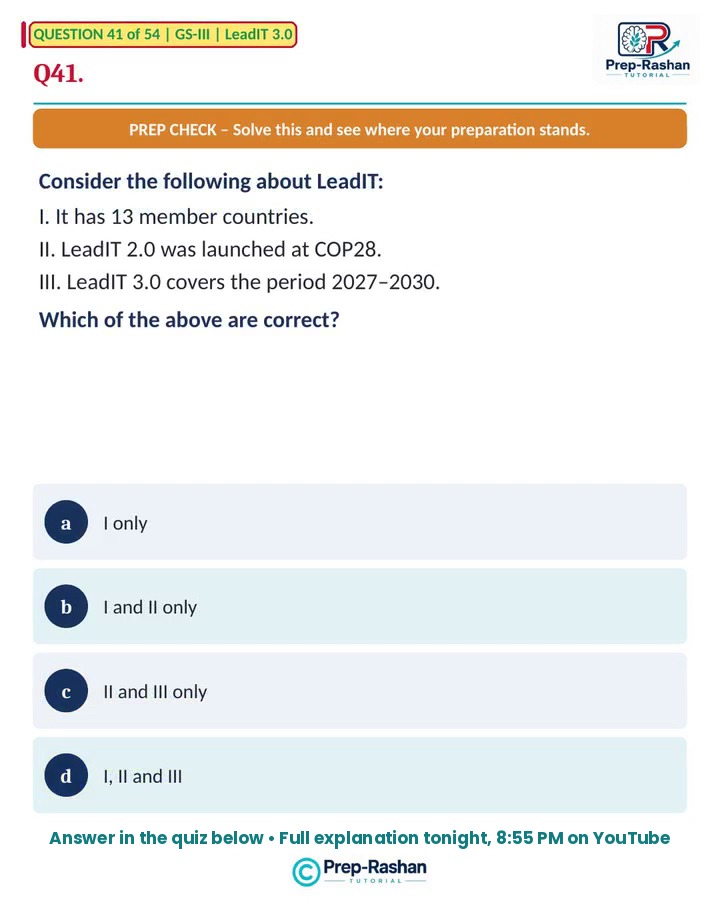 QUESTION 41 of 54 | GS-III | LeadIT 3.0
Prep-Rashan
TUTORIAL
Q41.
PREP CHECK – Solve this and see where your preparation stands.
Consider the following about LeadIT:
I. It has 13 member countries.
II. LeadIT 2.0 was launched at COP28.
III. LeadIT 3.0 covers the period 2027–2030.
Which of the above are correct?
a I only
b I and II only
c II and III only
d I, II and III
Answer in the quiz below • Full explanation tonight, 8:55 PM on YouTube
© Prep-Rashan
TUTORIAL